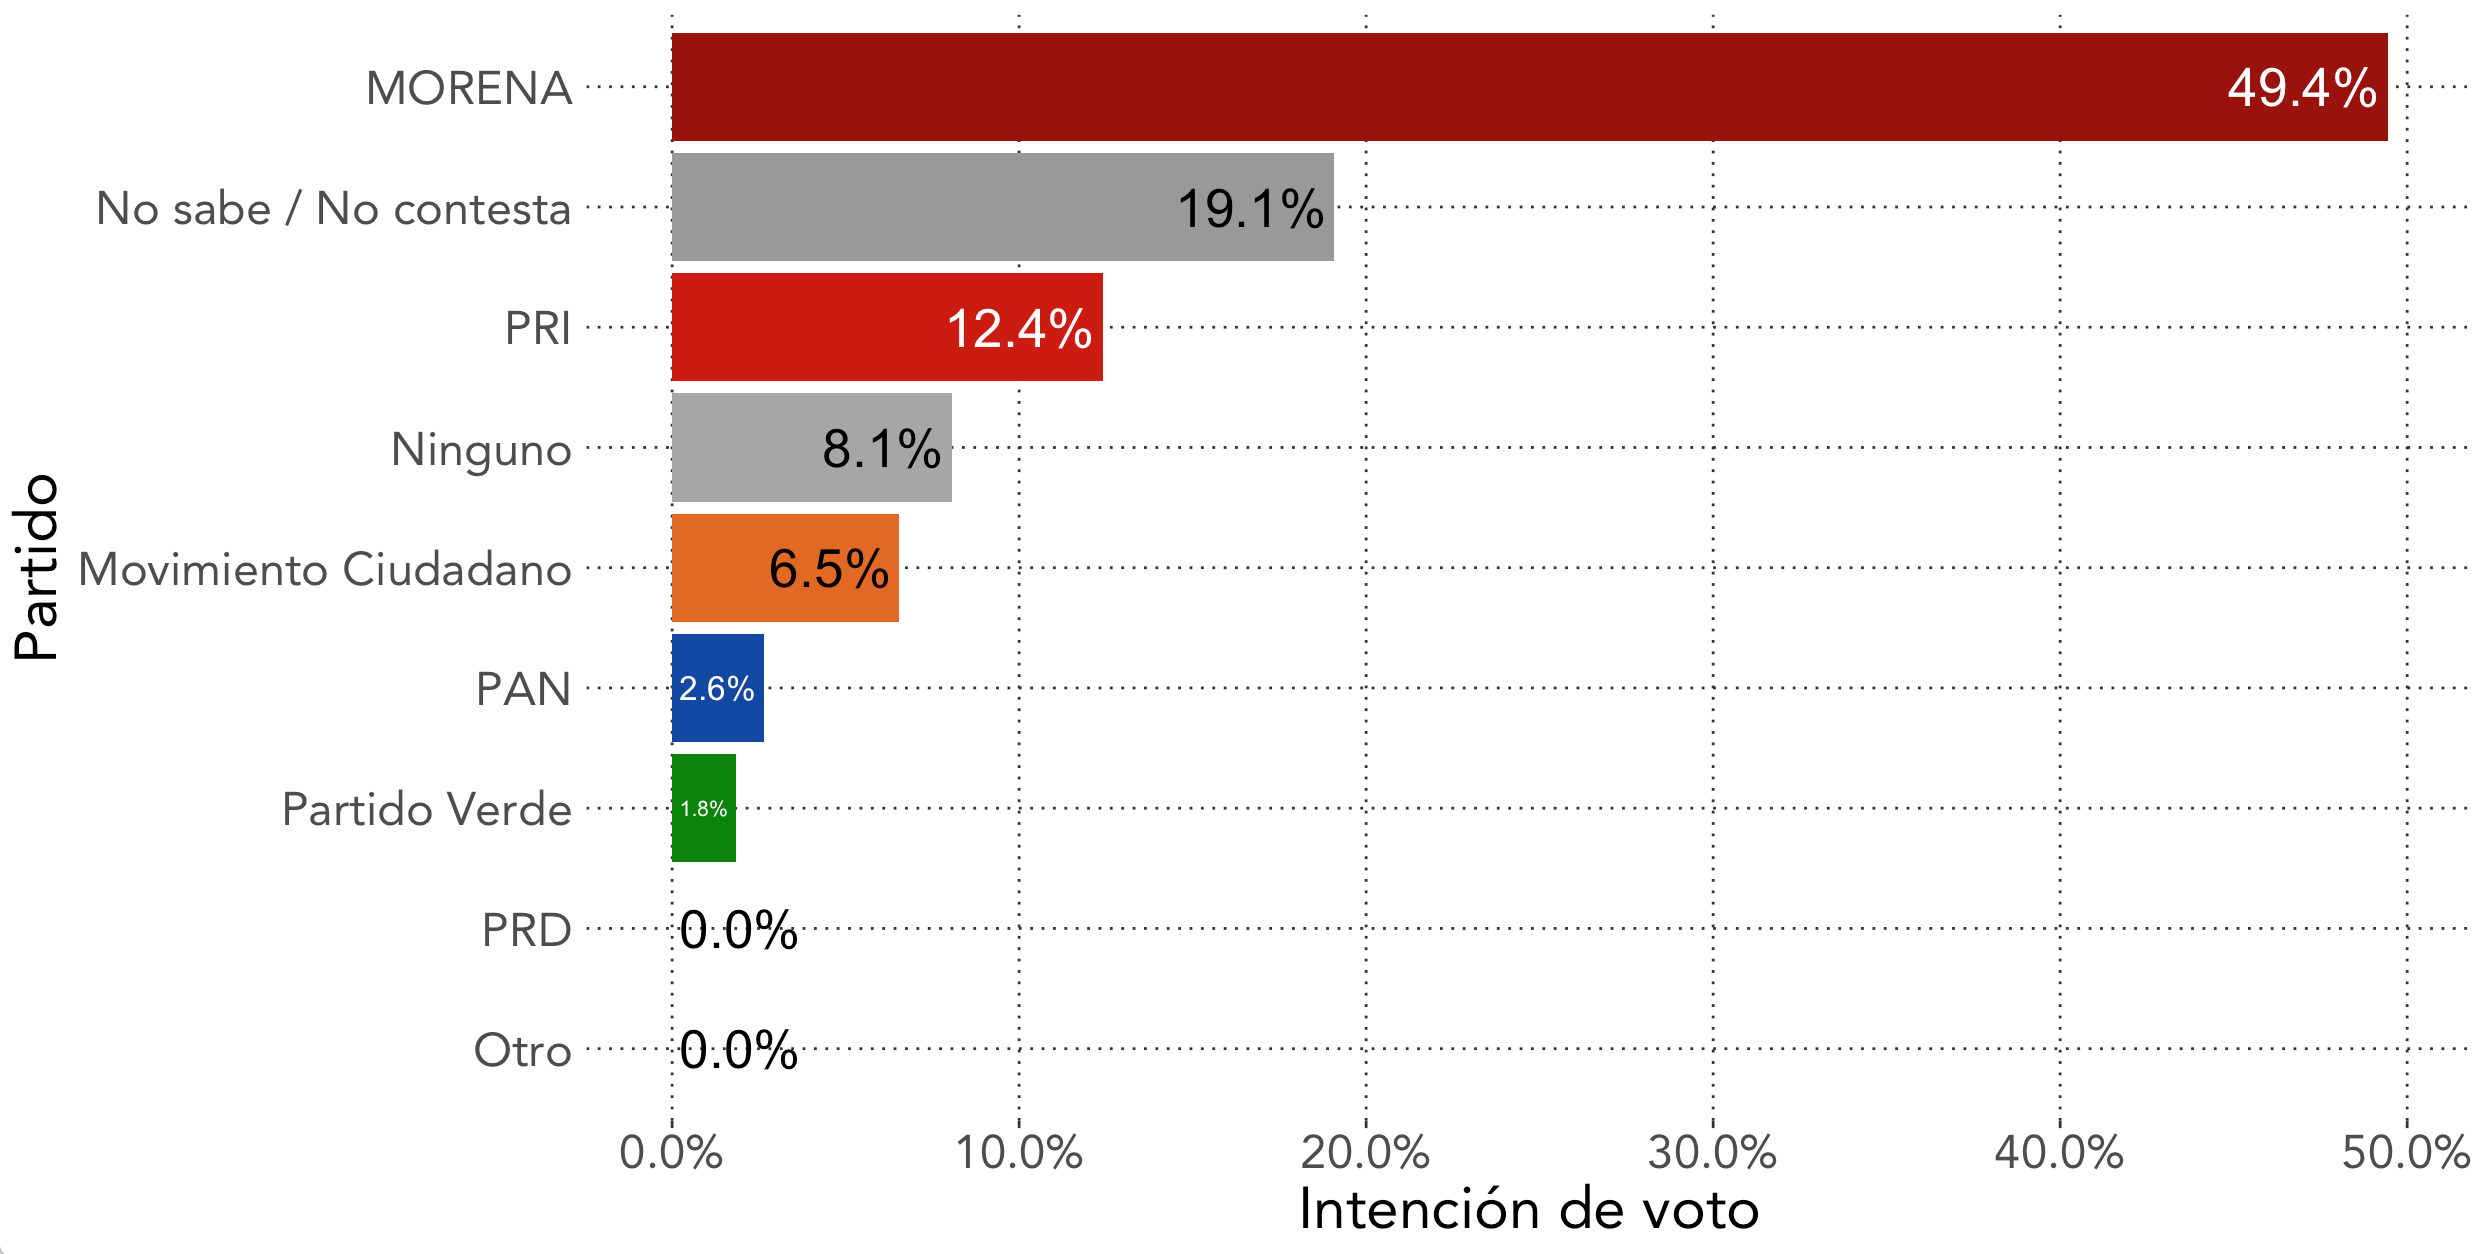 MORENA 49.4%
No sabe / No contesta 19.1%
PRI 12.4%
Ninguno 8.1%
Movimiento Ciudadano 6.5%
PAN 2.6%
Partido Verde 1.8%
PRD 0.0%
Otro 0.0%
Partido
0.0% 10.0% 20.0% 30.0% 40.0% 50.0%
Intención de voto